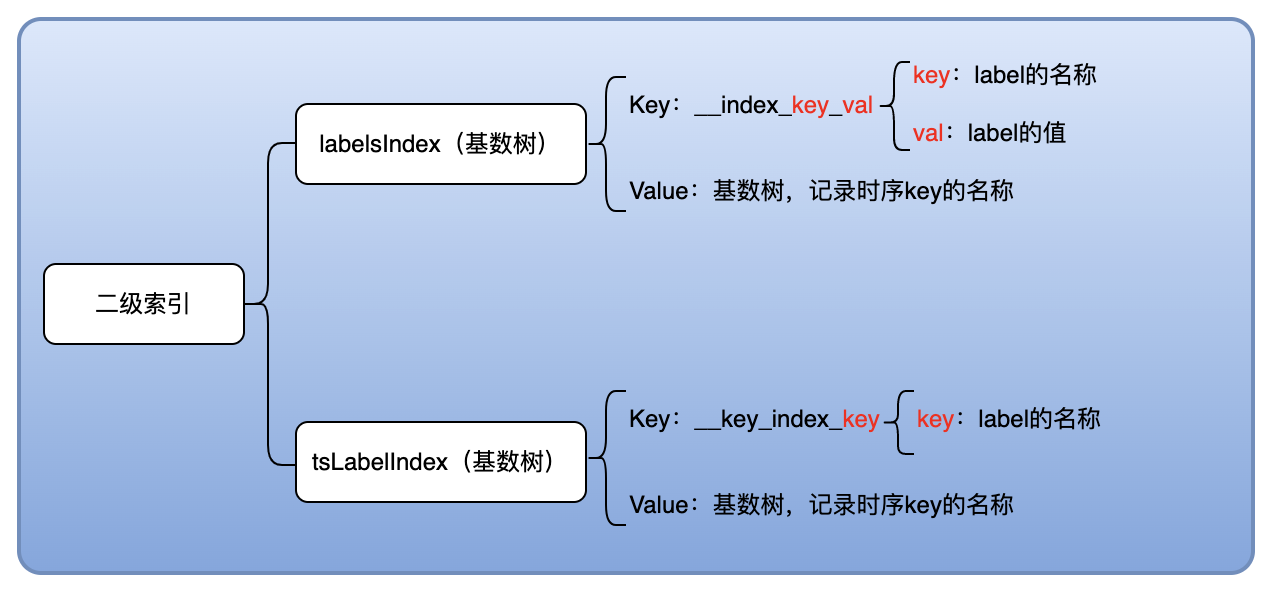 二级索引
labelsIndex（基数树）
Key：__index_key_val
key：label的名称
val：label的值
Value：基数树，记录时序key的名称
tsLabelIndex（基数树）
Key：__key_index_key
key：label的名称
Value：基数树，记录时序key的名称